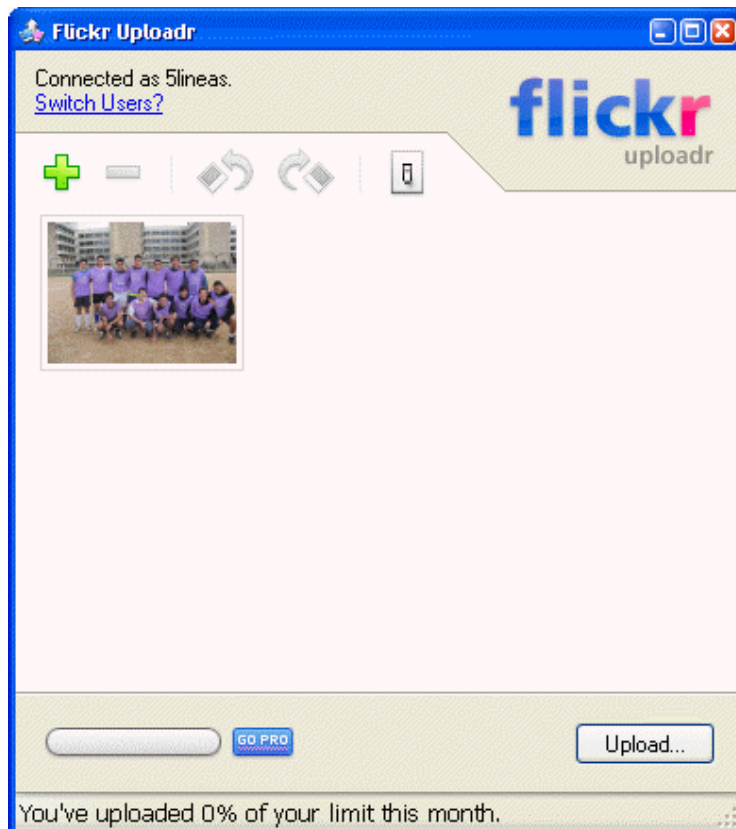 Flickr Uploadr
Connected as 5lineas.
Switch Users?
flickr
uploadr
GO PRO
Upload...
You've uploaded 0% of your limit this month.